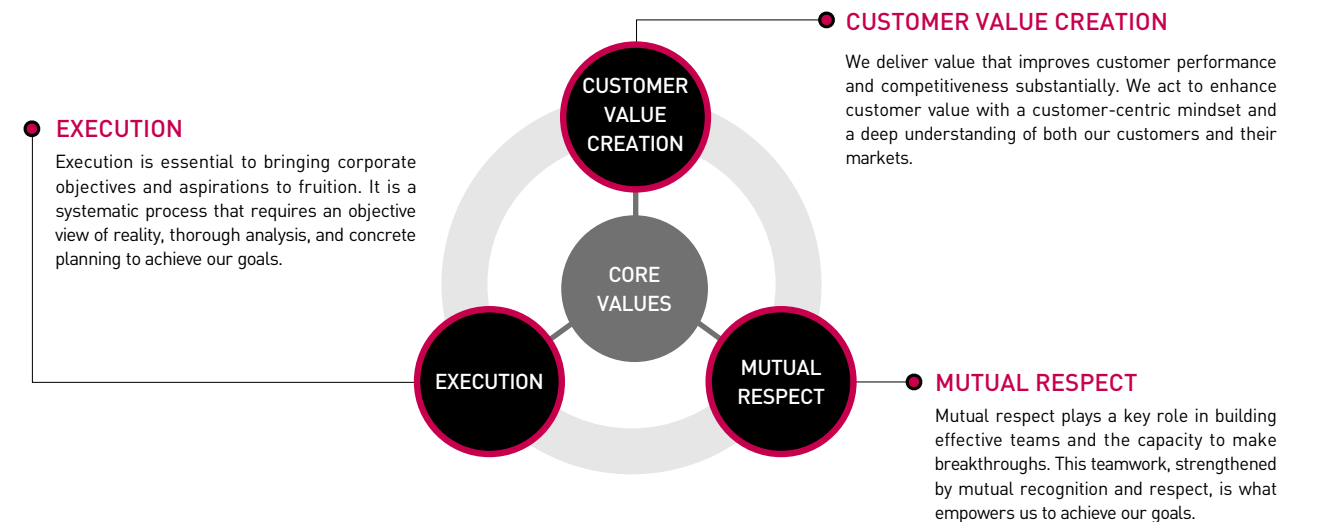 CUSTOMER VALUE CREATION
We deliver value that improves customer performance
and competitiveness substantially. We act to enhance
customer value with a customer-centric mindset and
a deep understanding of both our customers and their
markets.
EXECUTION
Execution is essential to bringing corporate
objectives and aspirations to fruition. It is a
systematic process that requires an objective
view of reality, thorough analysis, and concrete
planning to achieve our goals.
CUSTOMER
VALUE
CREATION
CORE
VALUES
EXECUTION
MUTUAL
RESPECT
MUTUAL RESPECT
Mutual respect plays a key role in building
effective teams and the capacity to make
breakthroughs. This teamwork, strengthened
by mutual recognition and respect, is what
empowers us to achieve our goals.